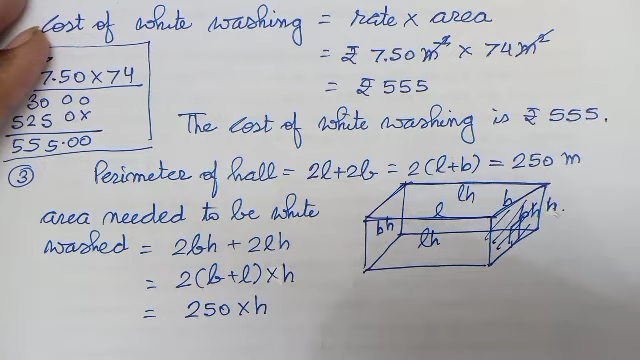 Cost of white washing = rate x area
= ₹ 7.50 m² x 74 m²
= ₹ 555
7.50 x 74
30 00
525 0x
555.00
The cost of white washing is ₹ 555.
③ Perimeter of hall = 2l+2b = 2(l+b) = 250 m
area needed to be white
washed = 2bh + 2lh
= 2(b+l) x h
= 250 x h
lh
l
b
bh
lh
bh
h.